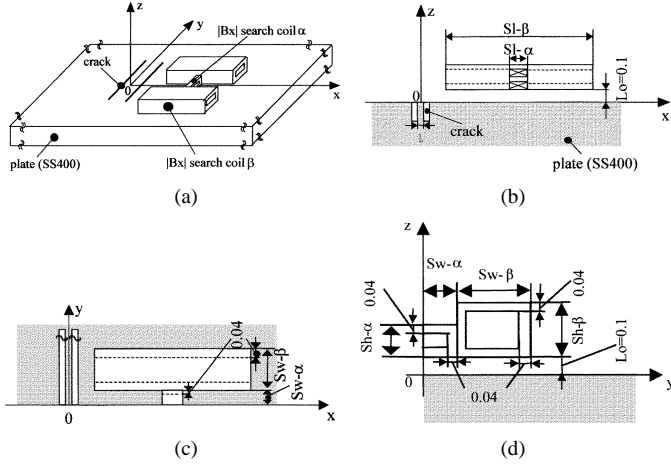 z
y
|Bx| search coil α
crack
0
x
plate (SS400)
|Bx| search coil β
(a)
z
Sl-β
Sl-α
Lo=0.1
0
x
crack
plate (SS400)
(b)
y
0.04
Sw-β
Sw-α
0
x
(c)
z
Sw-α
Sw-β
0.04
0.04
Sh-α
Sh-β
Lo=0.1
0
0.04
y
(d)